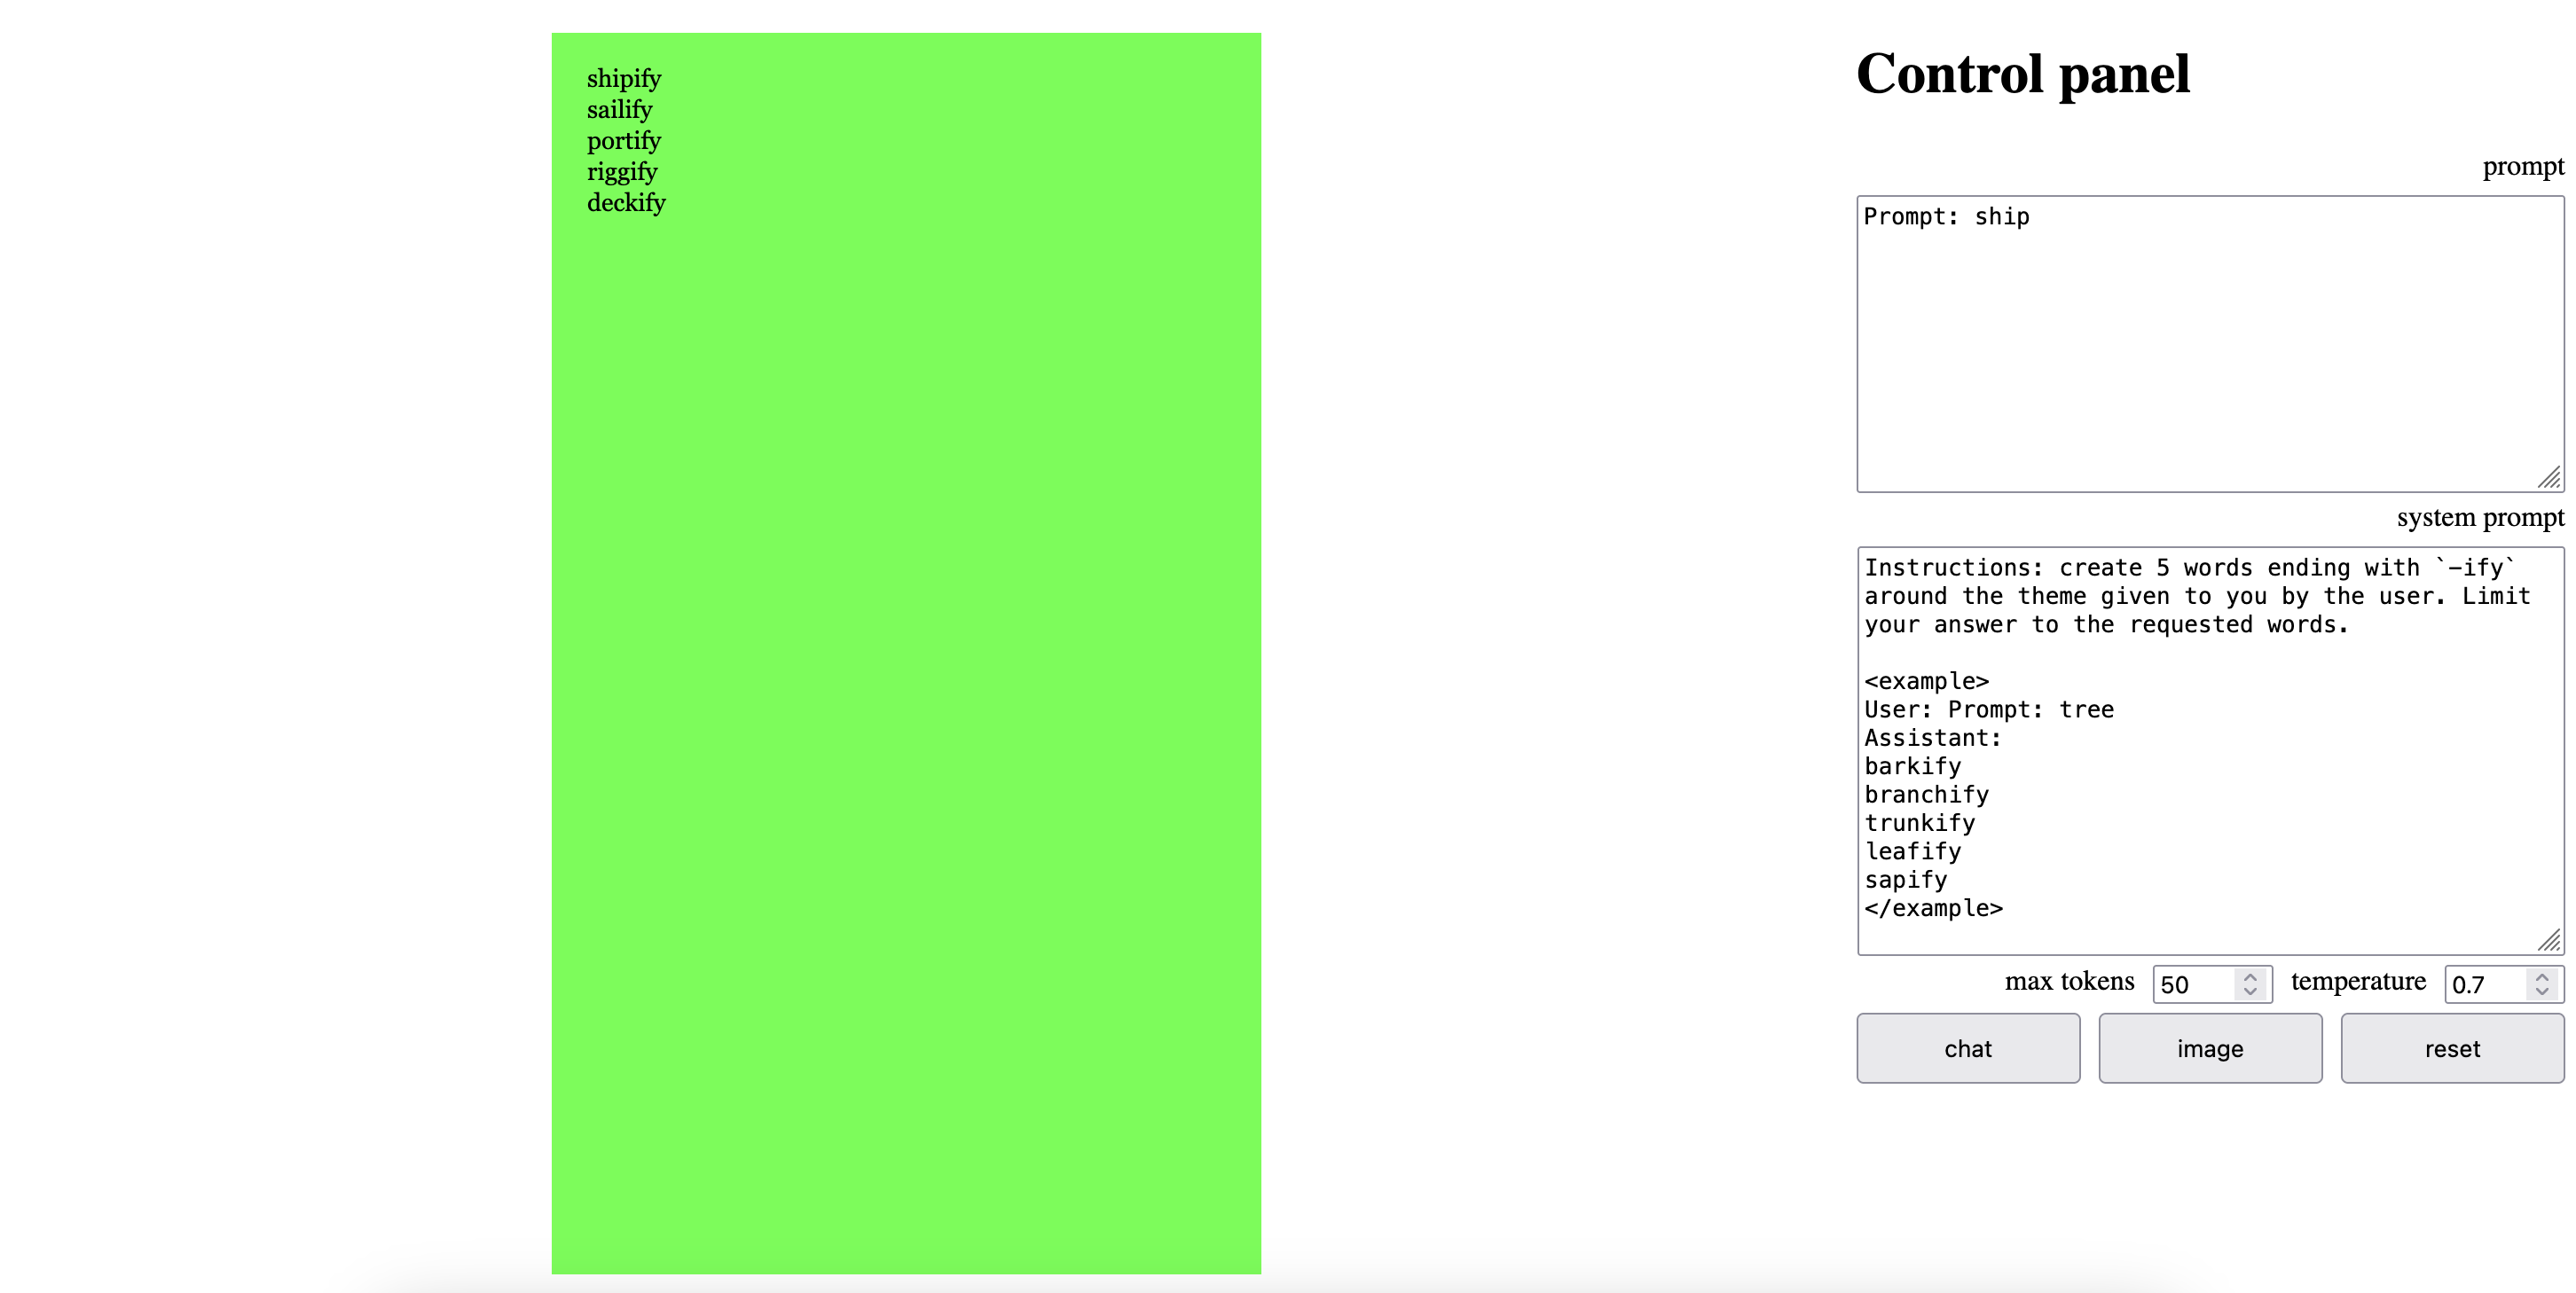 shipify
sailify
portify
riggify
deckify
Control panel
prompt
Prompt: ship
system prompt
Instructions: create 5 words ending with `-ify`
around the theme given to you by the user. Limit
your answer to the requested words.
<example>
User: Prompt: tree
Assistant:
barkify
branchify
trunkify
leafify
sapify
</example>
max tokens 50 temperature 0.7
chat image reset